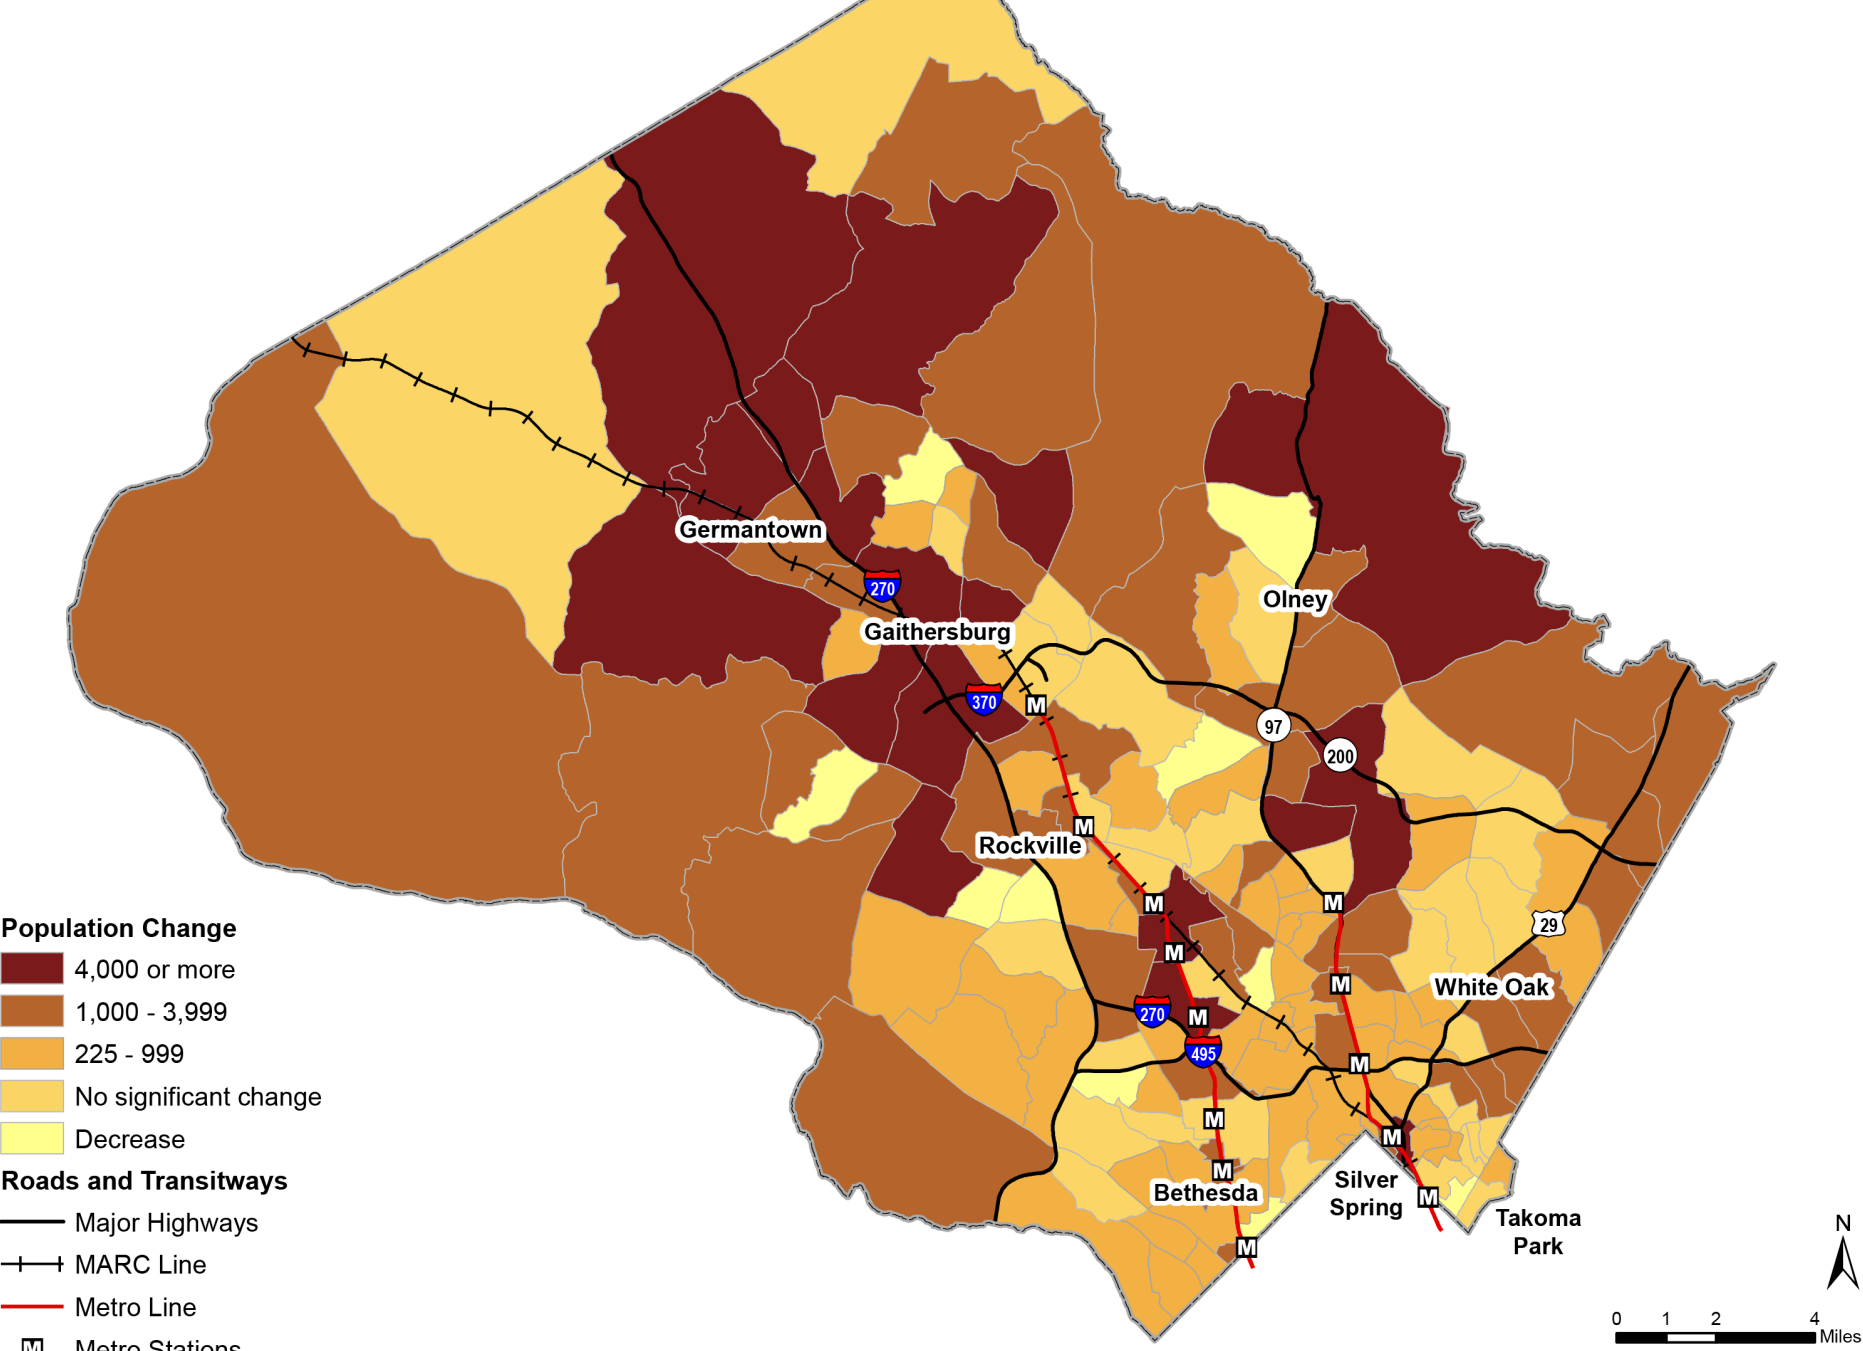 Germantown
270
Gaithersburg
Olney
370
97
200
Rockville
29
White Oak
270
495
M
M
M
M
M
M
M
M
M
M
M
M
M
Bethesda
Silver
Spring
Takoma
Park
Population Change
4,000 or more
1,000 - 3,999
225 - 999
No significant change
Decrease
Roads and Transitways
Major Highways
MARC Line
Metro Line
M Metro Stations
N
0 1 2 4
Miles